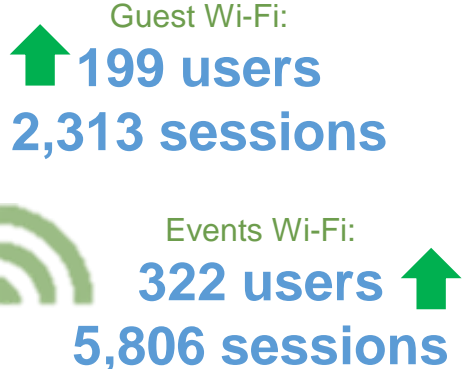 Guest Wi-Fi:
199 users
2,313 sessions
Events Wi-Fi:
322 users
5,806 sessions